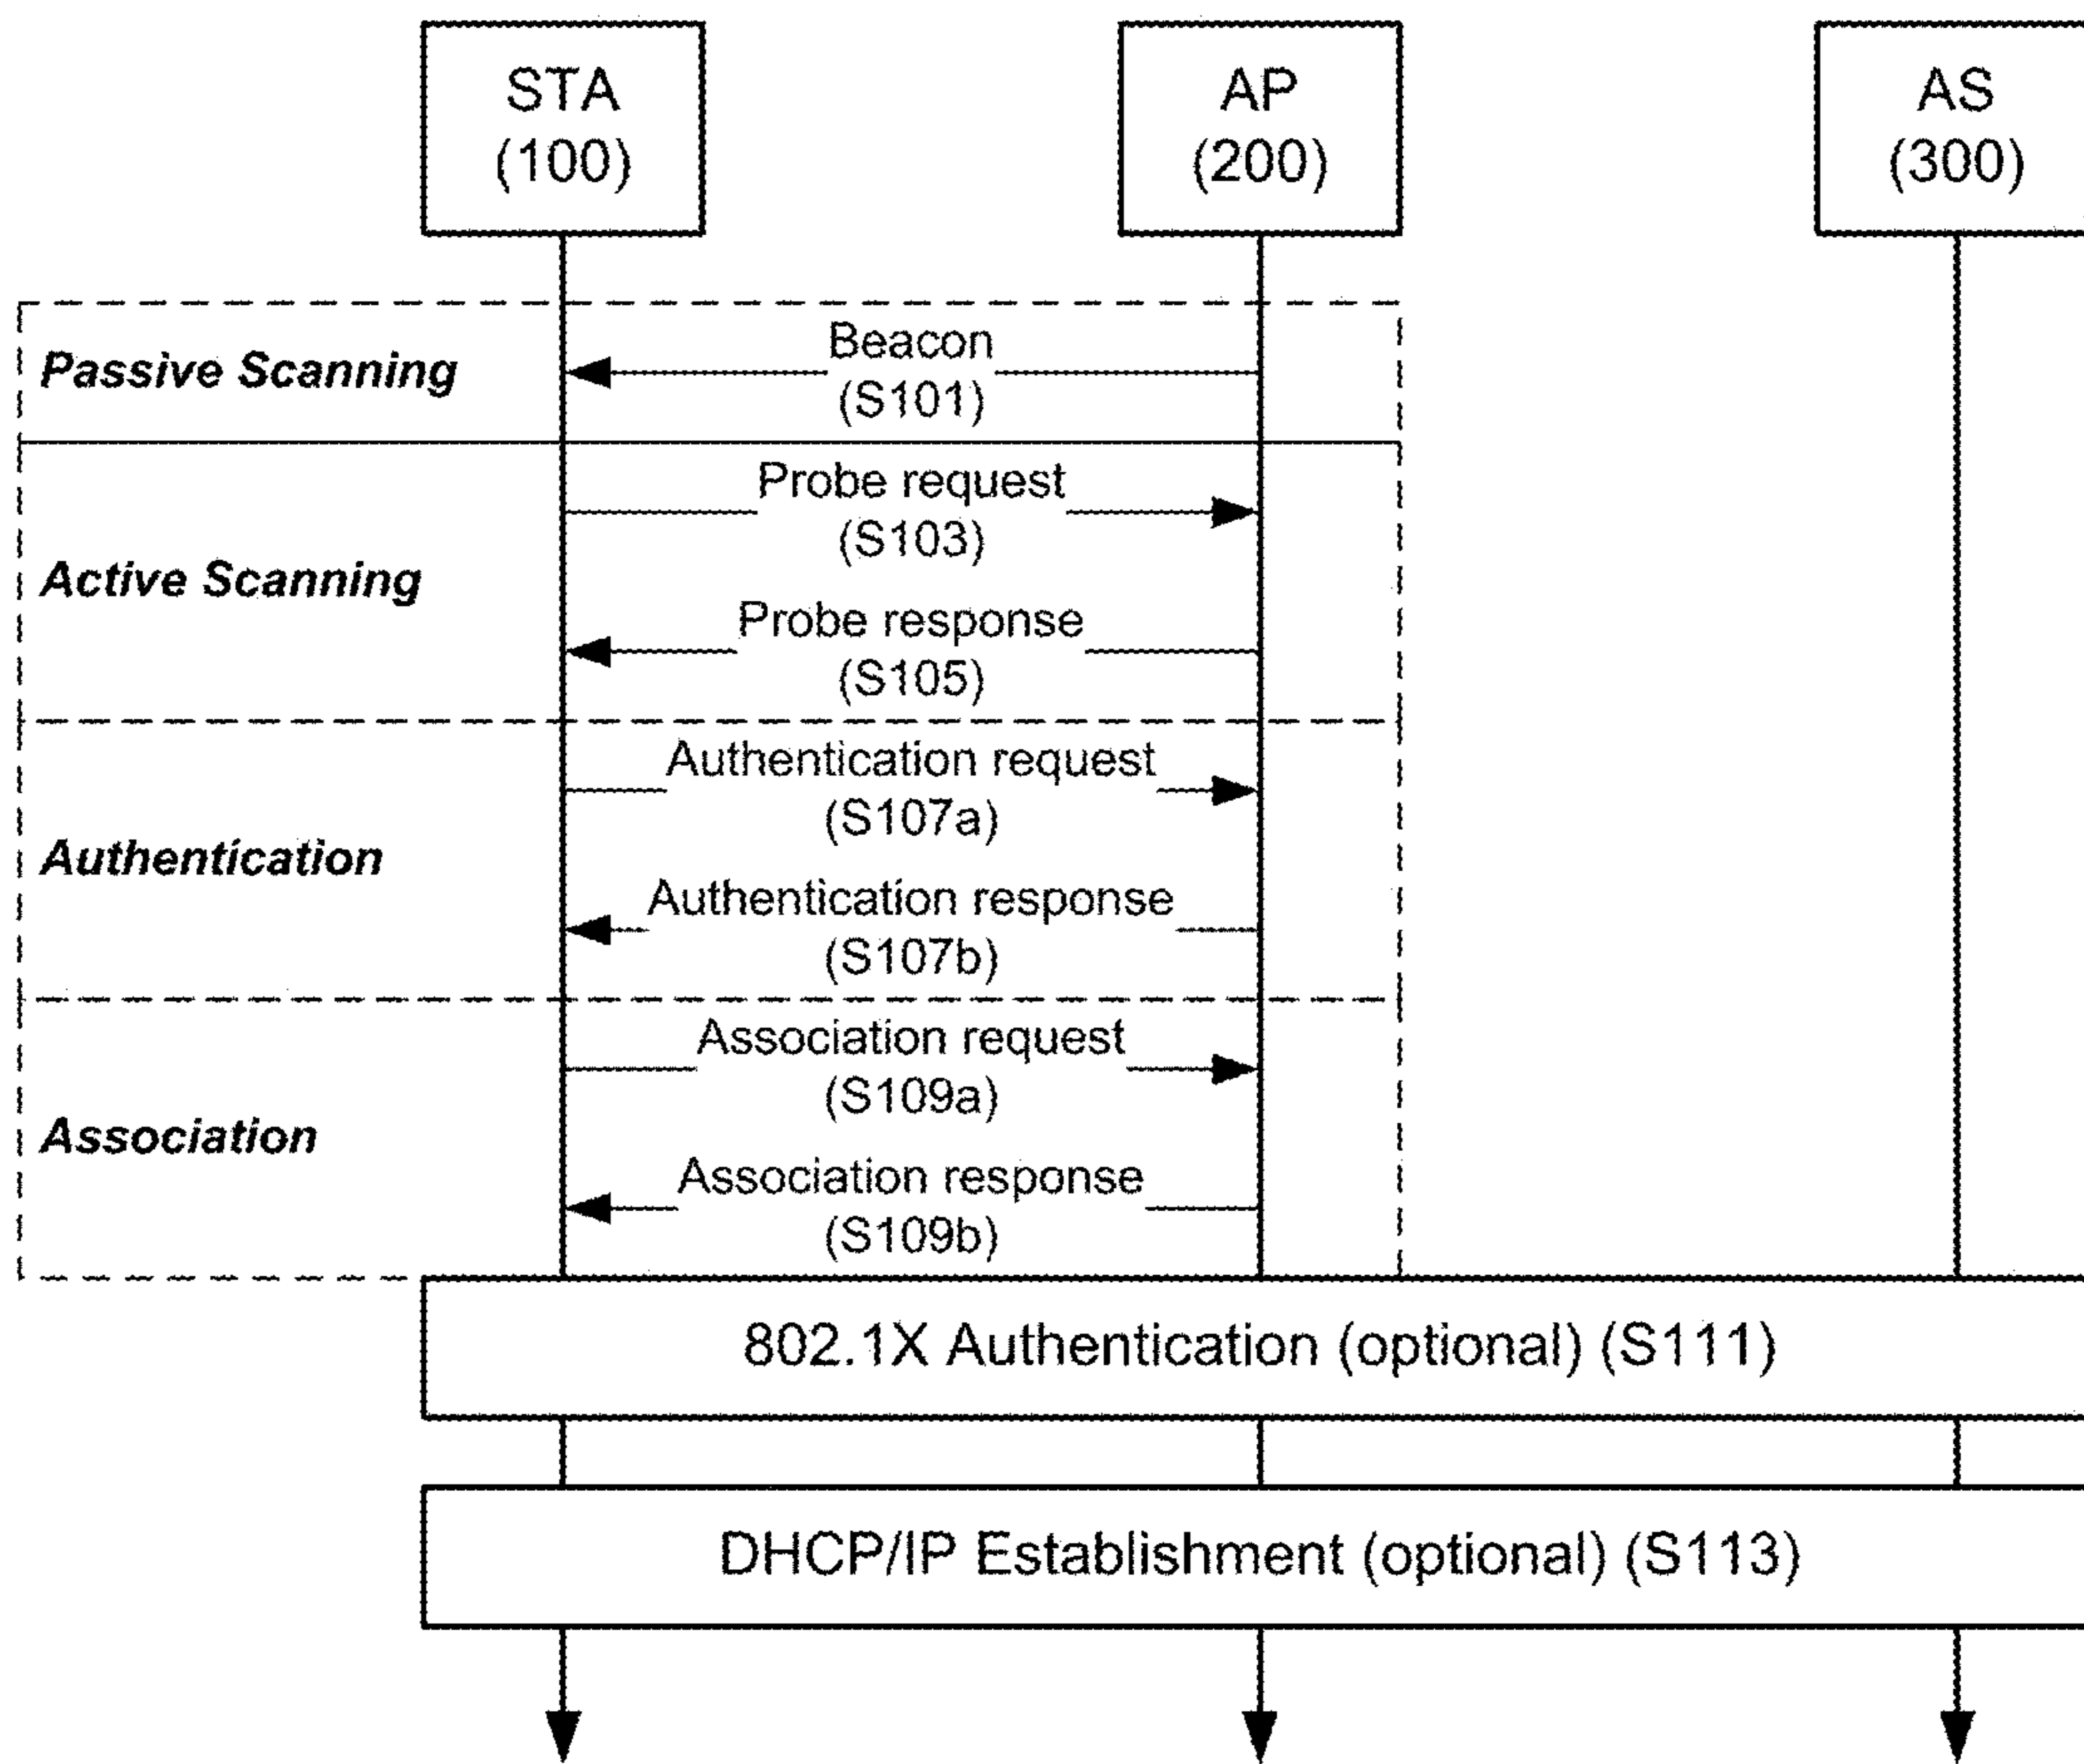 STA
(100)
AP
(200)
AS
(300)
Passive Scanning
Beacon
(S101)
Active Scanning
Probe request
(S103)
Probe response
(S105)
Authentication
Authentication request
(S107a)
Authentication response
(S107b)
Association
Association request
(S109a)
Association response
(S109b)
802.1X Authentication (optional) (S111)
DHCP/IP Establishment (optional) (S113)